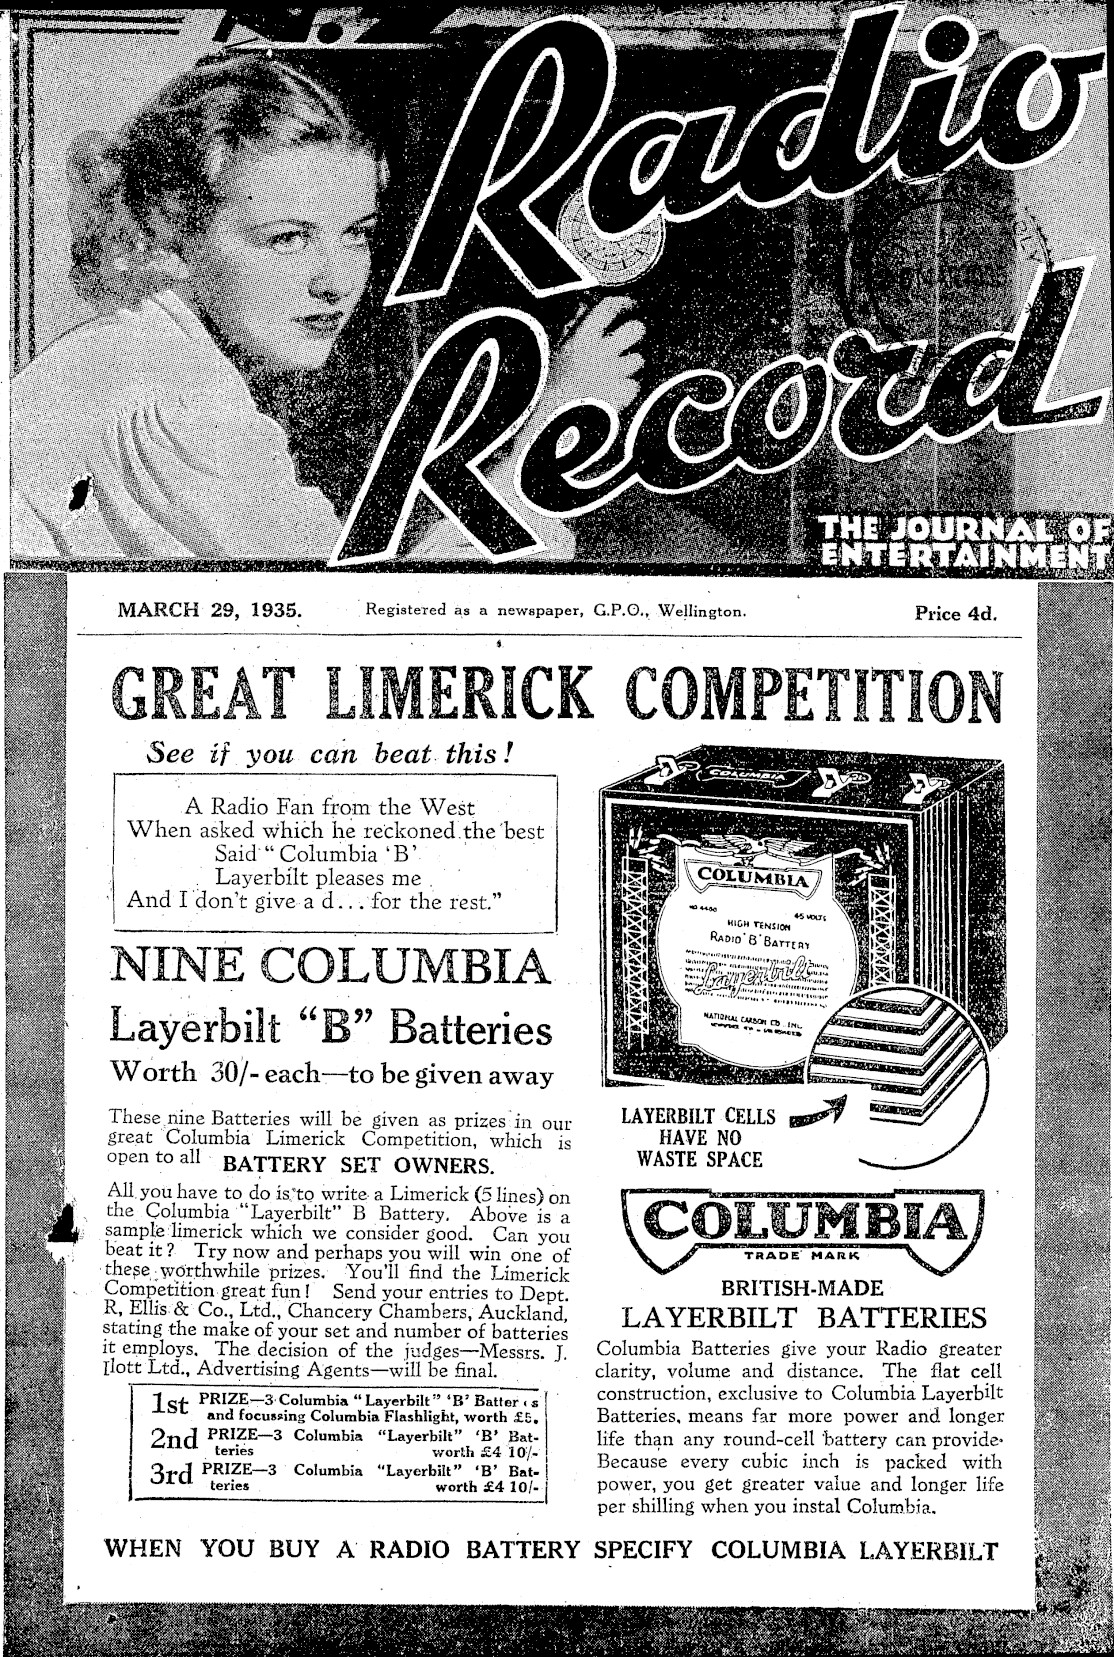 N.Z.
Radio
Record
THE JOURNAL OF
ENTERTAINMENT
MARCH 29, 1935. Registered as a newspaper, G.P.O., Wellington. Price 4d.
GREAT LIMERICK COMPETITION
See if you can beat this!
A Radio Fan from the West
When asked which he reckoned the best
Said "Columbia 'B'
Layerbilt pleases me
And I don't give a d... for the rest."
NINE COLUMBIA
Layerbilt "B" Batteries
Worth 30/- each—to be given away
These nine Batteries will be given as prizes in our
great Columbia Limerick Competition, which is
open to all BATTERY SET OWNERS.
All you have to do is to write a Limerick (5 lines) on
the Columbia "Layerbilt" B Battery. Above is a
sample limerick which we consider good. Can you
beat it? Try now and perhaps you will win one of
these worthwhile prizes. You'll find the Limerick
Competition great fun! Send your entries to Dept.
R, Ellis & Co., Ltd., Chancery Chambers, Auckland,
stating the make of your set and number of batteries
it employs. The decision of the judges—Messrs. J.
Ilott Ltd., Advertising Agents—will be final.
1st PRIZE—3 Columbia "Layerbilt" 'B' Batter s
and focussing Columbia Flashlight, worth £5.
2nd PRIZE—3 Columbia "Layerbilt" 'B' Bat-
teries worth £4 10/-
3rd PRIZE—3 Columbia "Layerbilt" 'B' Bat-
teries worth £4 10/-
COLUMBIA
COLUMBIA
NO 4486 45 VOLTS
HIGH TENSION
RADIO 'B' BATTERY
Layerbilt
NATIONAL CARBON CO. INC.
LAYERBILT CELLS
HAVE NO
WASTE SPACE
COLUMBIA
TRADE MARK
BRITISH-MADE
LAYERBILT BATTERIES
Columbia Batteries give your Radio greater
clarity, volume and distance. The flat cell
construction, exclusive to Columbia Layerbilt
Batteries, means far more power and longer
life than any round-cell battery can provide.
Because every cubic inch is packed with
power, you get greater value and longer life
per shilling when you instal Columbia.
WHEN YOU BUY A RADIO BATTERY SPECIFY COLUMBIA LAYERBILT